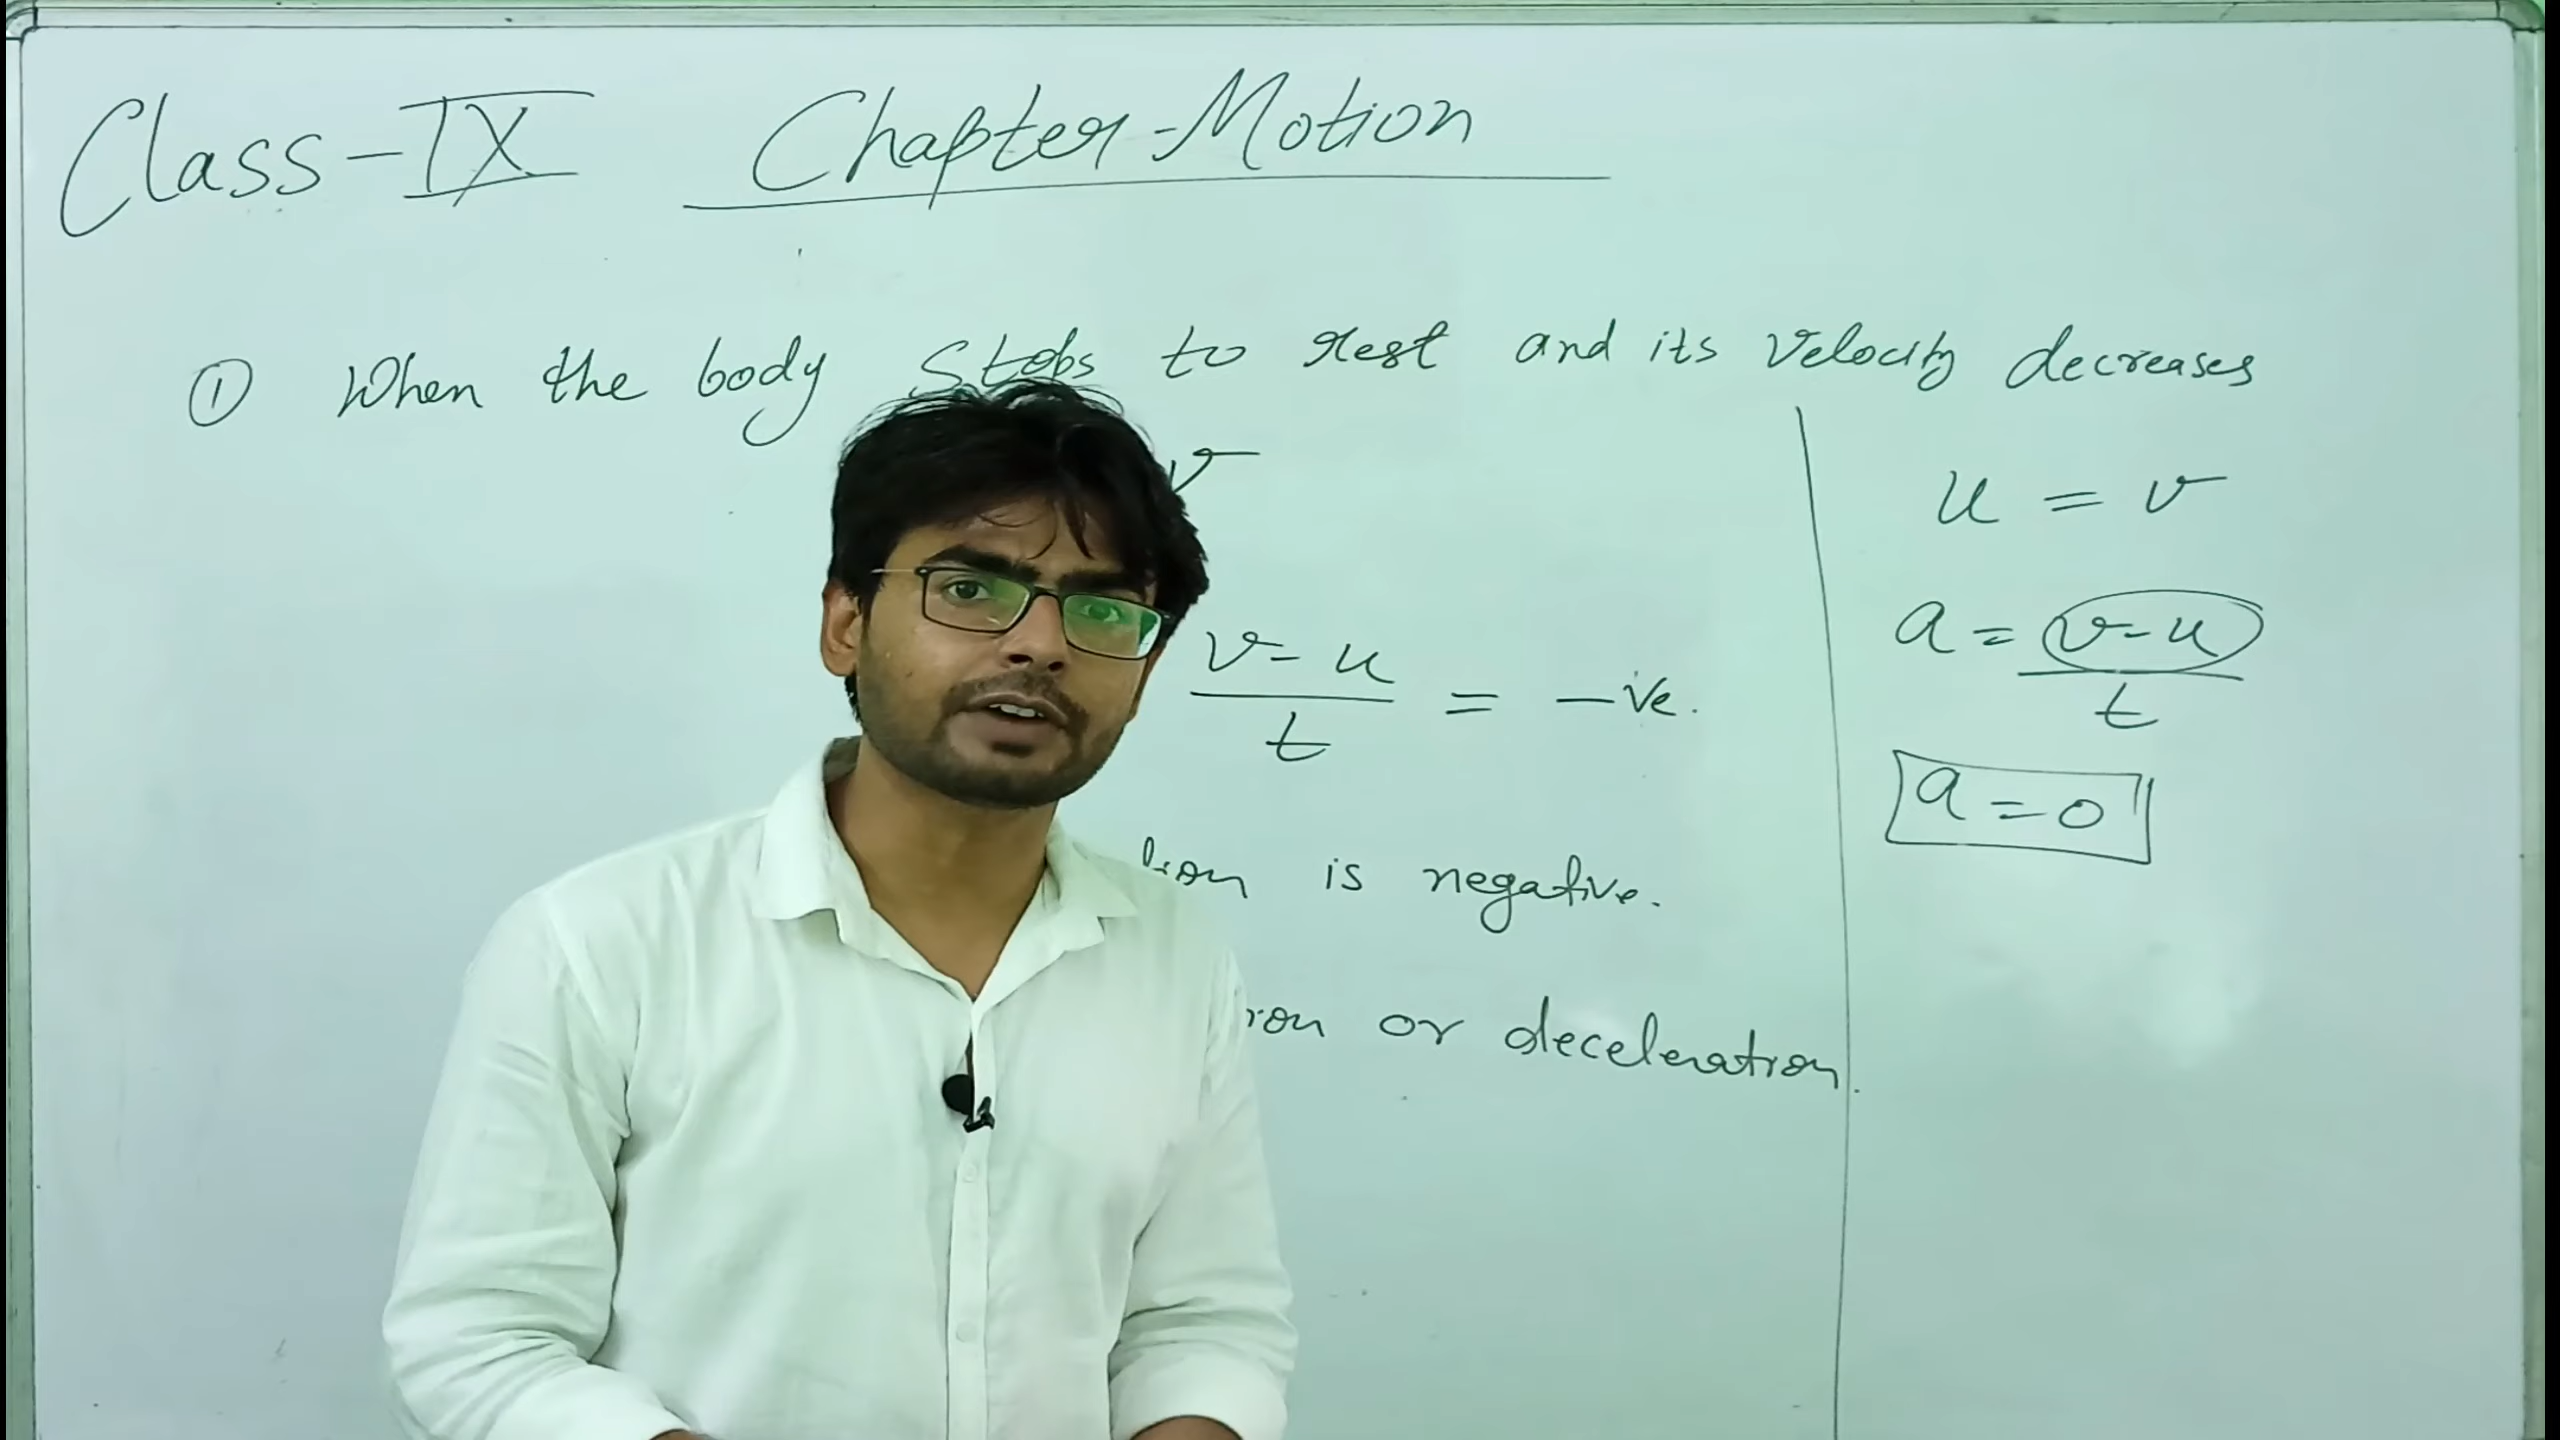 Class-IX Chapter-Motion
① When the body stops to rest and its velocity decreases
v
v-u
t
= -ve.
is negative.
or deceleration.
u = v
a = v-u
t
a = 0